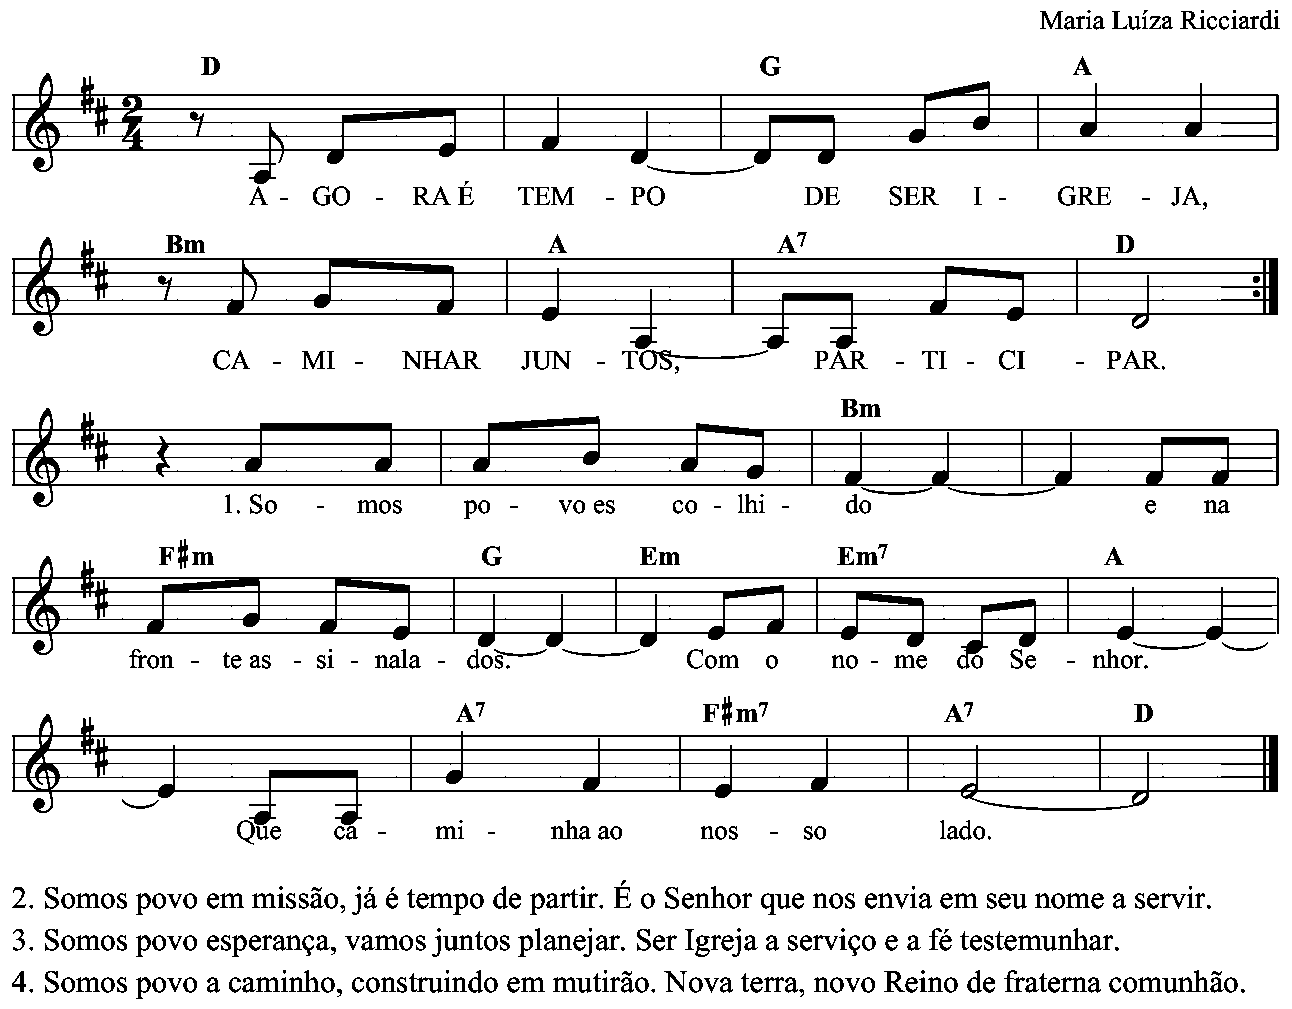 Maria Luíza Ricciardi
D G A
2 4
A - GO - RA É TEM - PO DE SER I - GRE - JA,
Bm A A7 D
CA - MI - NHAR JUN - TOS, PAR - TI - CI - PAR.
Bm
1. So - mos po - vo es co - lhi - do e na
F#m G Em Em7 A
fron - te as - si - nala - dos. Com o no - me do Se - nhor.
A7 F#m7 A7 D
Que ca - mi - nha ao nos - so lado.
2. Somos povo em missão, já é tempo de partir. É o Senhor que nos envia em seu nome a servir.
3. Somos povo esperança, vamos juntos planejar. Ser Igreja a serviço e a fé testemunhar.
4. Somos povo a caminho, construindo em mutirão. Nova terra, novo Reino de fraterna comunhão.